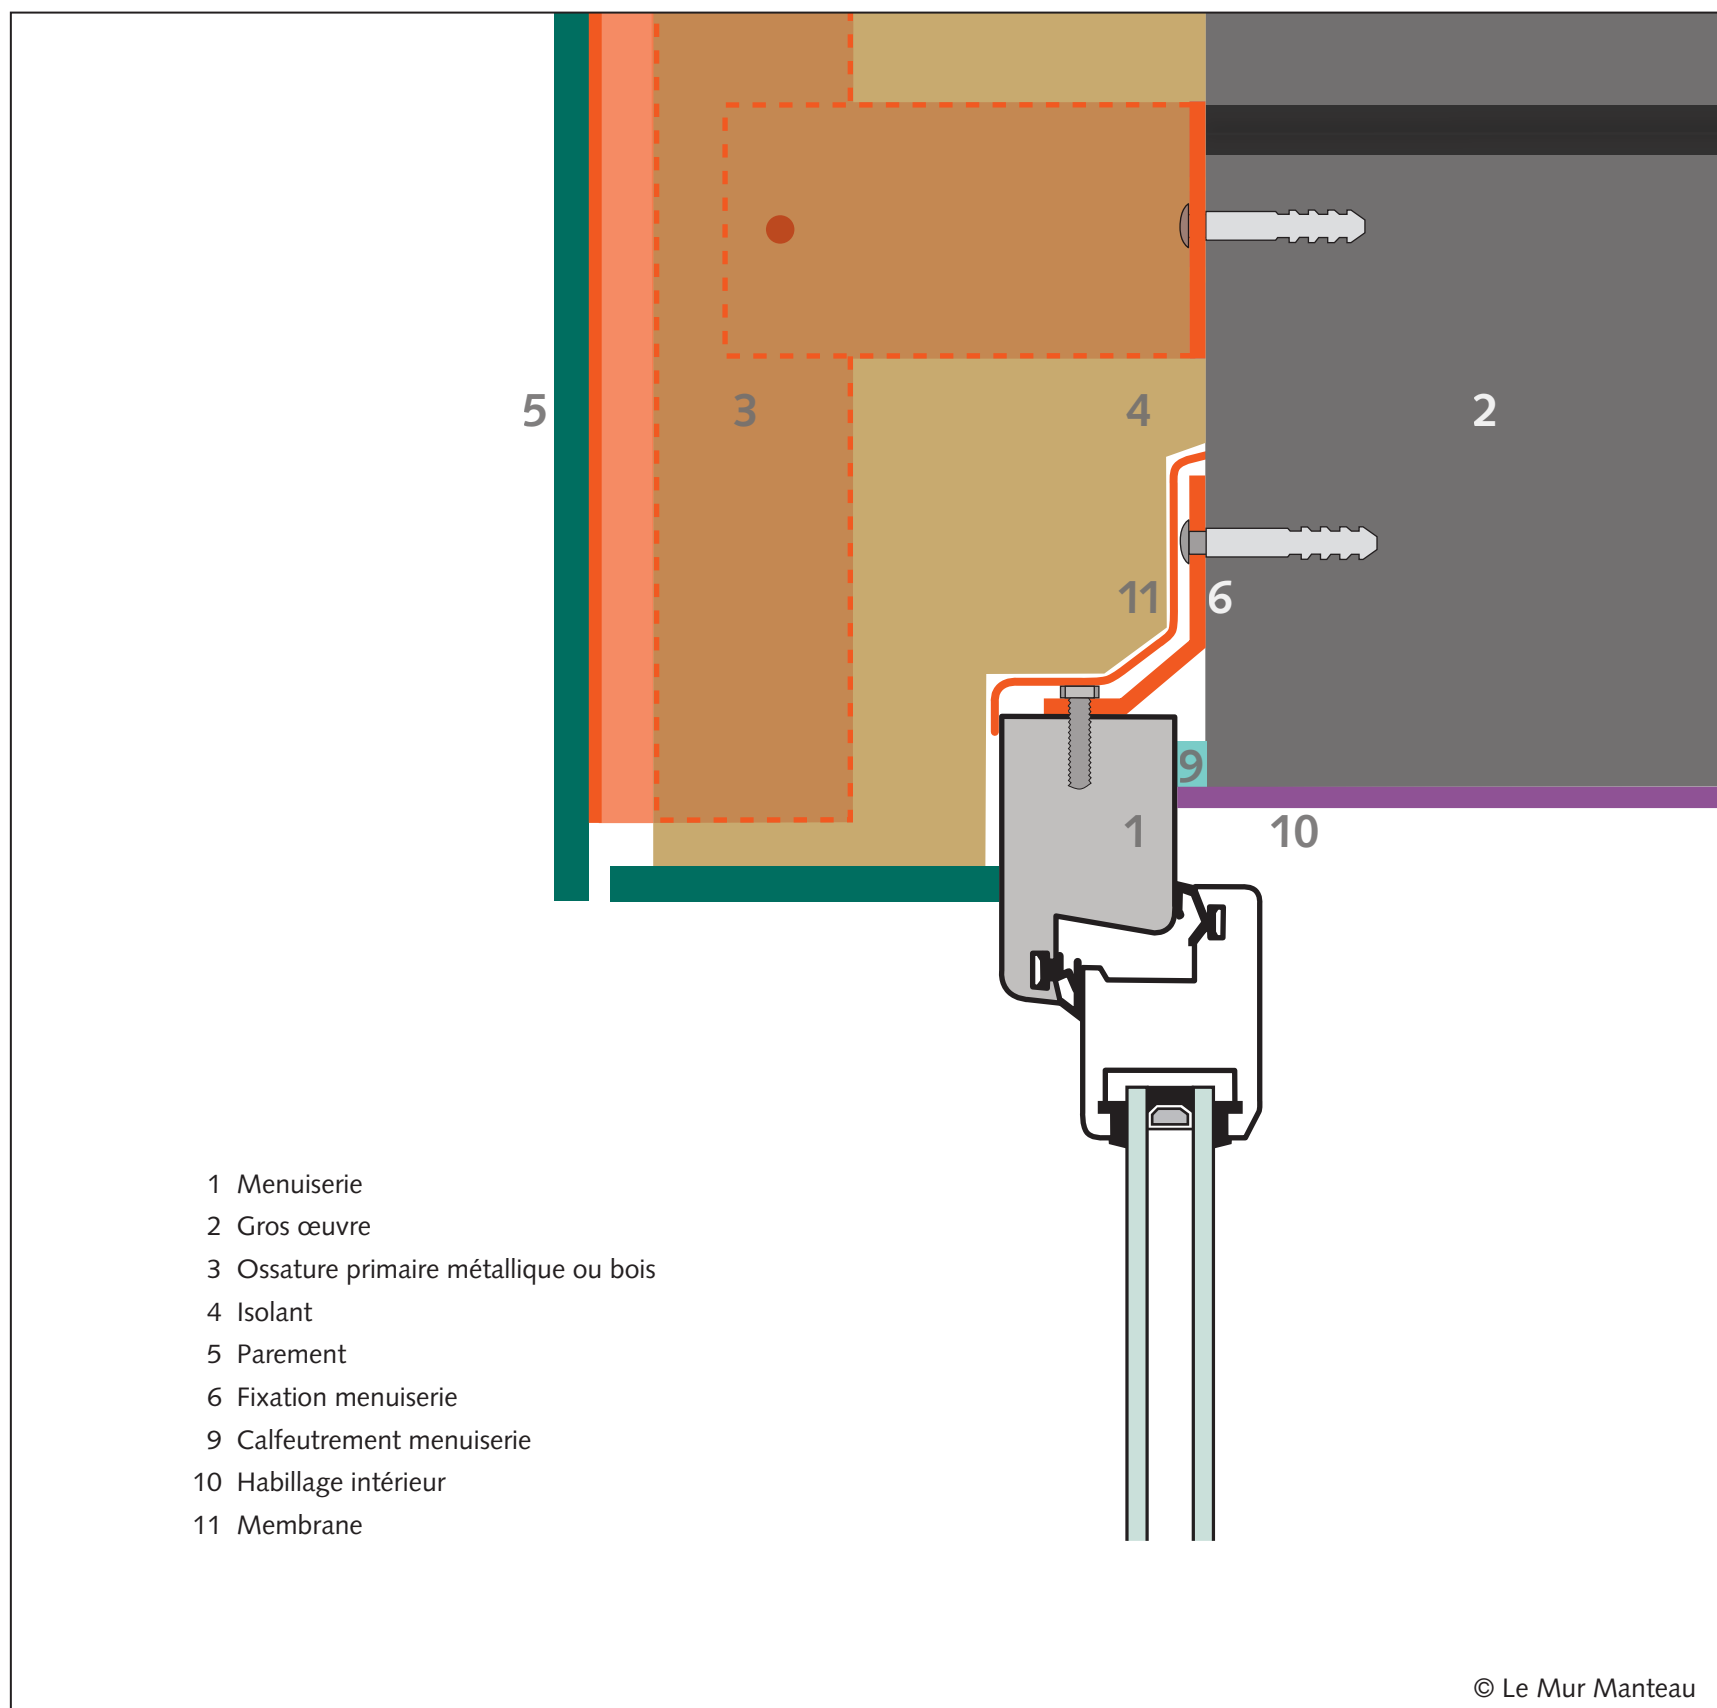 5
3
4
2
11
6
9
1
10
1 Menuiserie
2 Gros œuvre
3 Ossature primaire métallique ou bois
4 Isolant
5 Parement
6 Fixation menuiserie
9 Calfeutrement menuiserie
10 Habillage intérieur
11 Membrane
© Le Mur Manteau